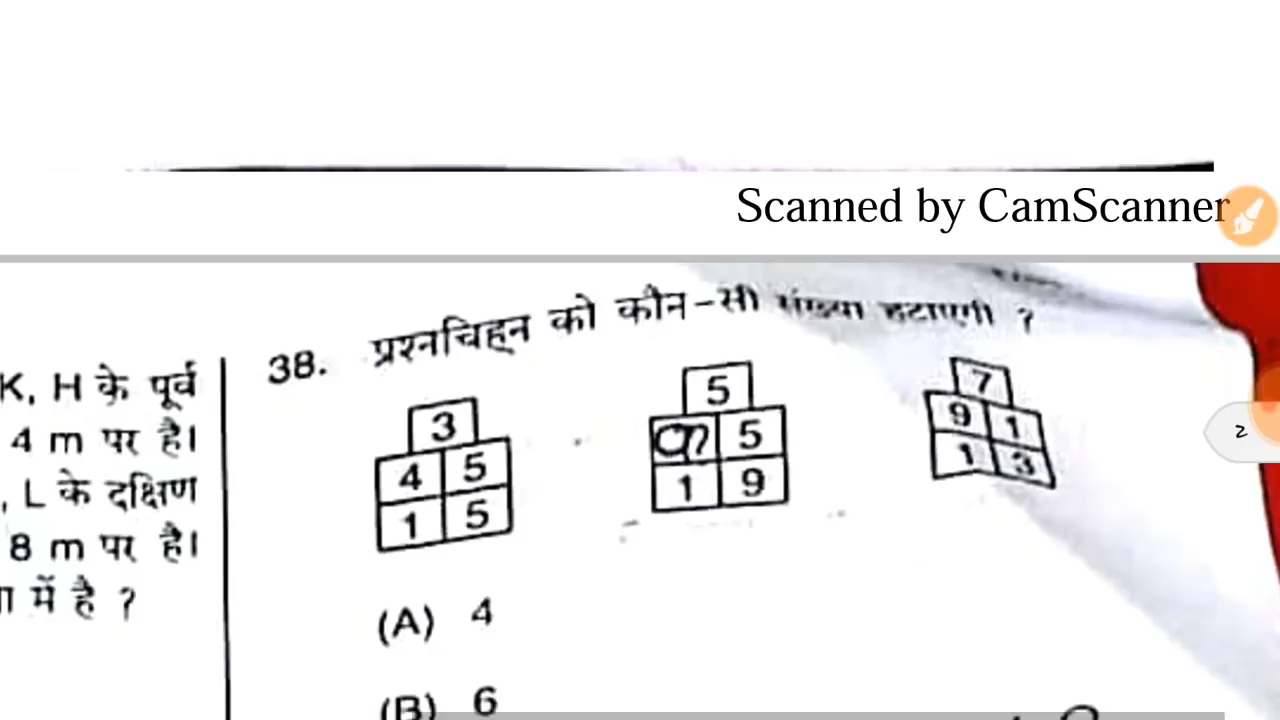 Scanned by CamScanner
K, H के पूर्व
4 m पर है।
, L के दक्षिण
8 m पर है।
में है ?
38. प्रश्नचिह्न को कौन-सी संख्या हटाएगी ?
3
4 5
1 5
5
5
1 9
7
9 1
1 3
(A) 4
(B) 6
2